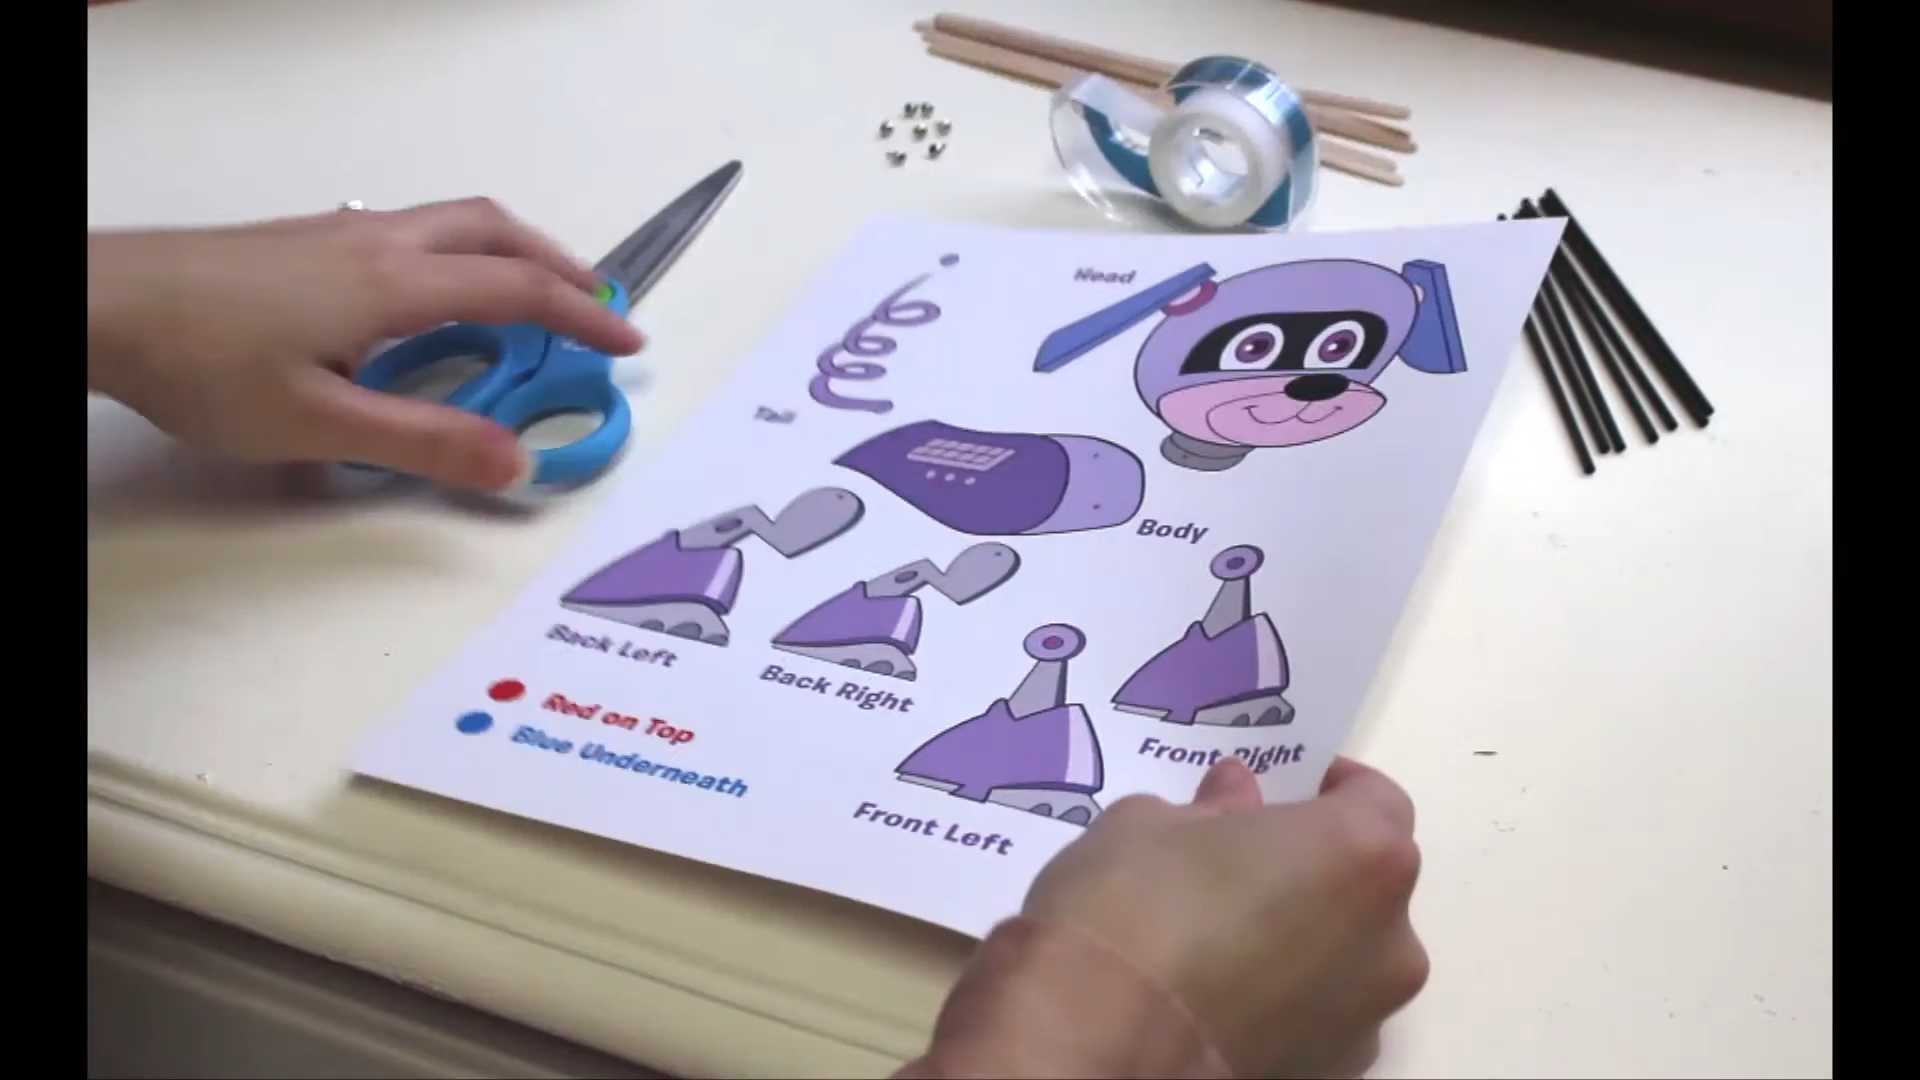 Head
Tail
Body
Back Left
Back Right
Front Right
Front Left
Red on Top
Blue Underneath